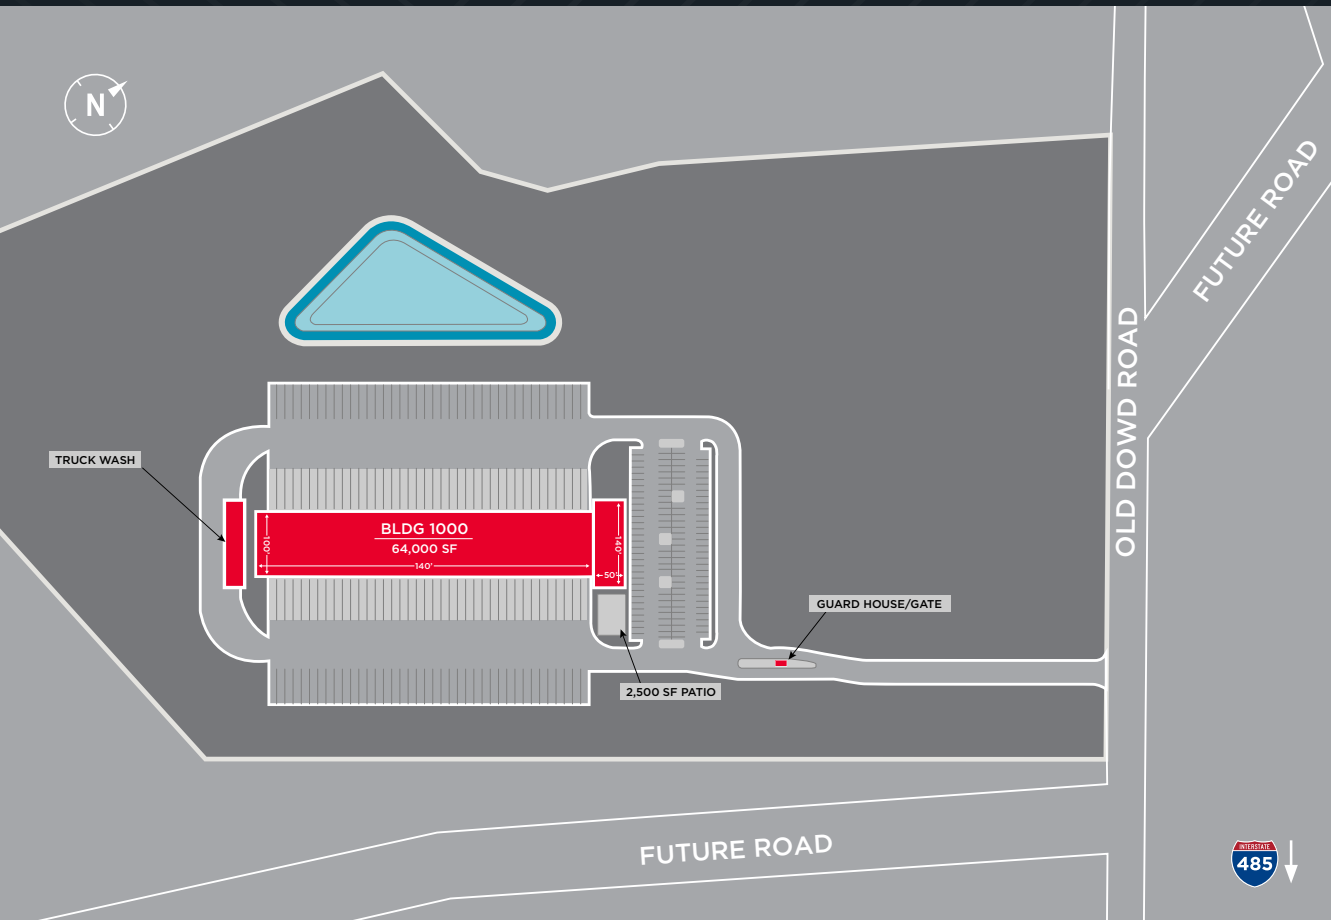 N
FUTURE ROAD
OLD DOWD ROAD
TRUCK WASH
BLDG 1000
64,000 SF
100'
140'
140'
50'
GUARD HOUSE/GATE
2,500 SF PATIO
FUTURE ROAD
INTERSTATE
485